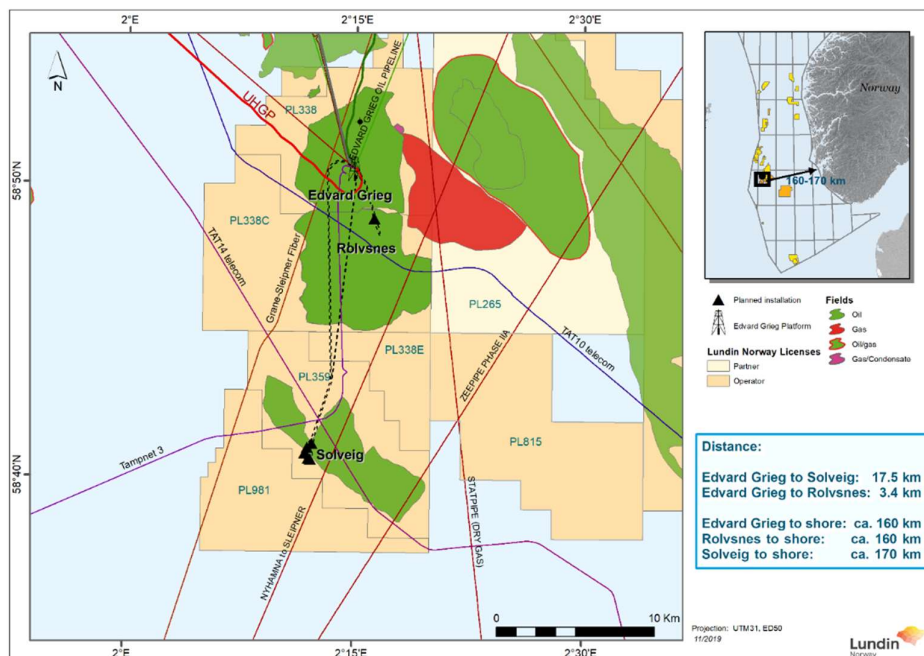 2°E
2°15'E
2°30'E
N
58°50'N
58°40'N
UHGP
PL338
EDVARD GRIEG OIL PIPELINE
Edvard Grieg
PL338C
Rolvsnes
TAT14 telecom
Grane-Sleipner Fiber
PL265
PL338E
TAT10 telecom
PL359
ZEEPIPE PHASE IIA
Solveig
PL815
Tampnet 3
PL981
NYHAMNA to SLEIPNER
STATPIPE (DRY GAS)
0
10 Km
2°E
2°15'E
2°30'E
Norway
160-170 km
Planned installation
Edvard Grieg Platform
Lundin Norway Licenses
Partner
Operator
Fields
Oil
Gas
Oil/gas
Gas/Condensate
Distance:
Edvard Grieg to Solveig: 17.5 km
Edvard Grieg to Rolvsnes: 3.4 km
Edvard Grieg to shore: ca. 160 km
Rolvsnes to shore: ca. 160 km
Solveig to shore: ca. 170 km
Projection: UTM31, ED50
11/2019
Lundin
Norway